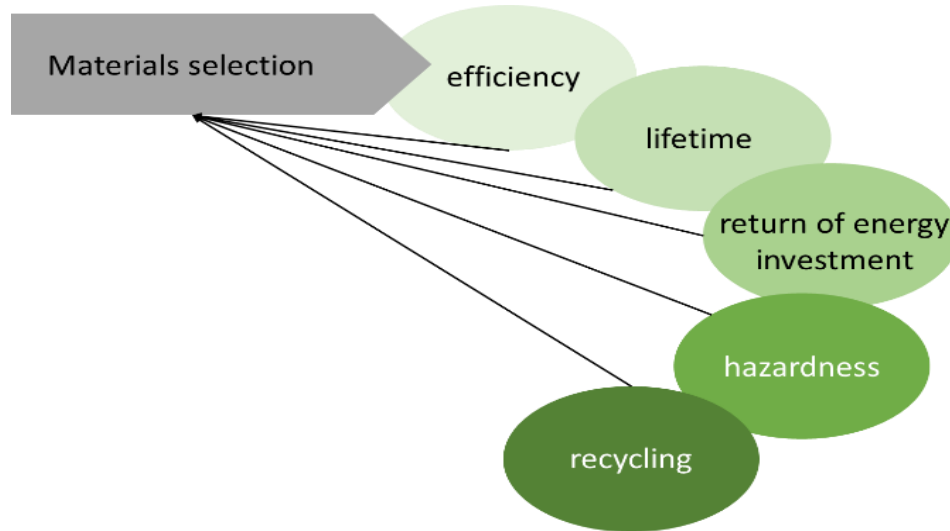 Materials selection
efficiency
lifetime
return of energy
investment
hazardness
recycling